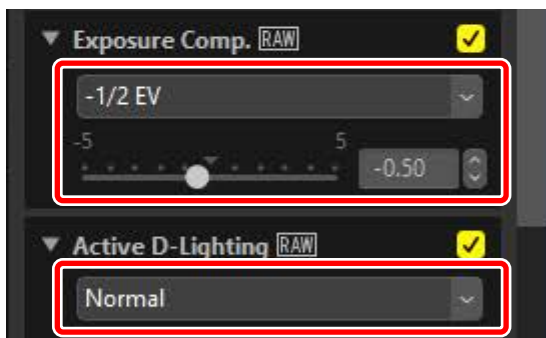 Exposure Comp. RAW
-1/2 EV
-5 5
-0.50
Active D-Lighting RAW
Normal